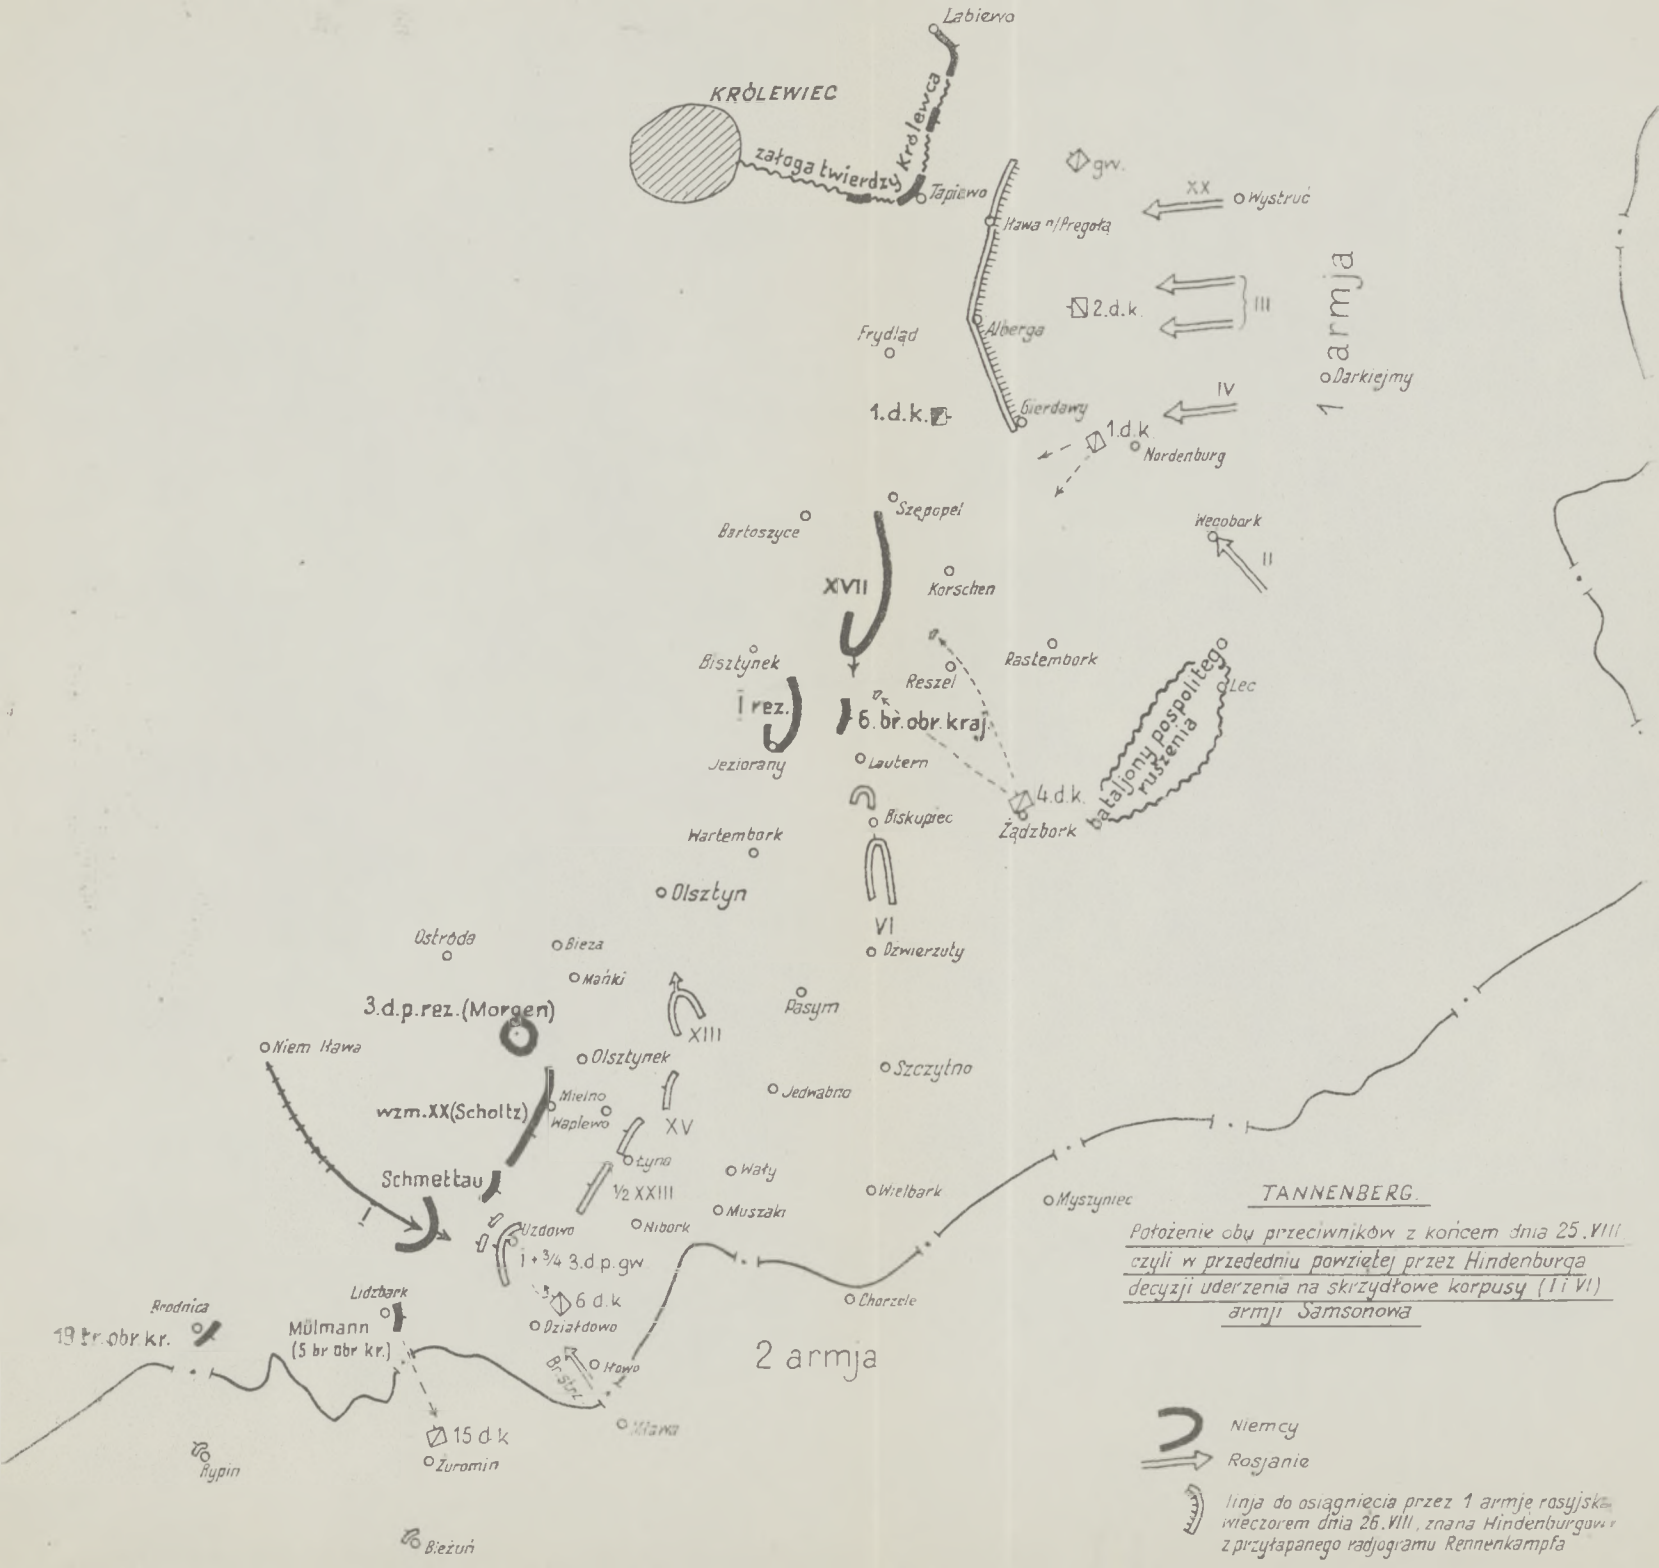 Labiewo
KRÓLEWIEC
załoga twierdzy Królewca
Tapiewo
gw.
XX
Wystruć
Iława n/Pregołą
1 armja
2.d.k.
III
Alberga
Frydląd
Darkiejmy
IV
1.d.k.
Gierdawy
1.d.k
Nordenburg
Szępopel
Bartoszyce
Węgobork
II
XVII
Korschen
Bisztynek
Rastembork
Reszel
Lec
I rez.
6.br.obr.kraj.
bataljony pospolitego
ruszenia
Jeziorany
Lautern
4.d.k.
Biskupiec
Żądzbork
Wartembork
Olsztyn
VI
Ostróda
Bieza
Dzwierzuty
Mańki
3.d.p.rez.(Morgen)
Pasym
XIII
Niem Iława
Olsztynek
Szczytno
Jedwabno
Mielno
wzm.XX(Scholtz)
Waplewo
XV
Łyna
Wały
Schmettau
½ XXIII
Wielbark
Myszyniec
Muszaki
I
Uzdowo
Nibork
I + ¾ 3.d.p.gw
TANNENBERG.
Położenie obu przeciwników z końcem dnia 25.VIII
czyli w przededniu powziętej przez Hindenburga
decyzji uderzenia na skrzydłowe korpusy (I i VI)
armji Samsonowa
Lidzbark
6 d.k
Chorzele
Brodnica
Mülmann
(5 br obr kr.)
Działdowo
19 br.obr kr.
Br.strz
Iłowo
2 armja
Mława
15 d k
Żuromin
Rypin
Bieżuń
Niemcy
Rosjanie
linja do osiągnięcia przez 1 armję rosyjską
wieczorem dnia 26.VIII, znana Hindenburgowi
z przyłapanego radjogramu Rennenkampfa